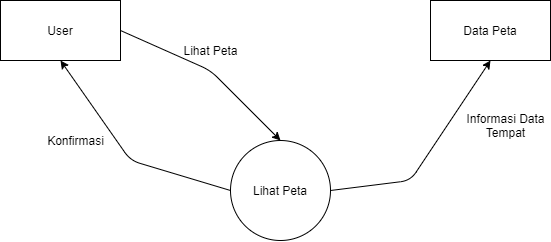 User
Data Peta
Lihat Peta
Konfirmasi
Informasi Data
Tempat
Lihat Peta